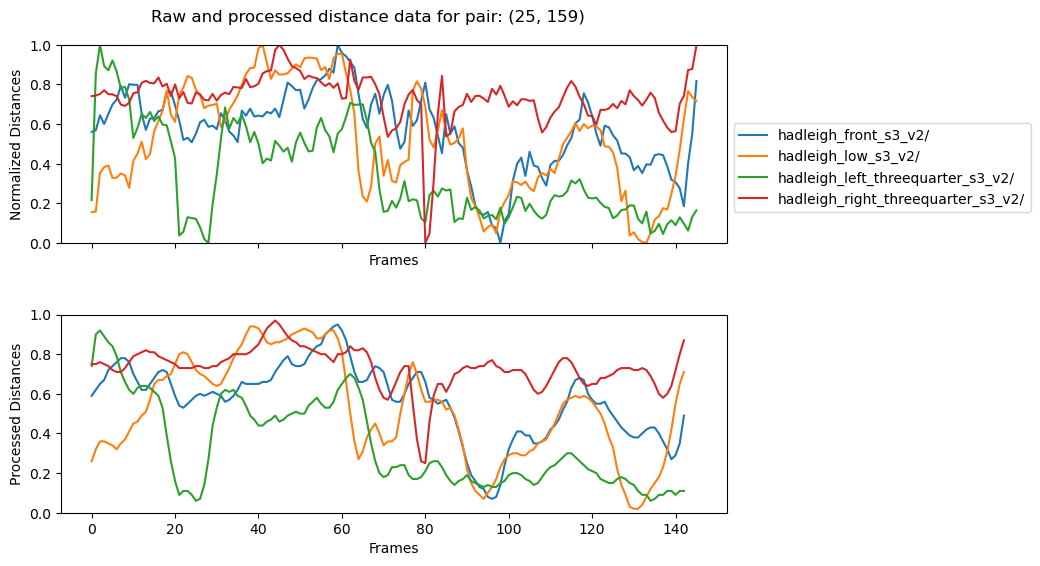 Raw and processed distance data for pair: (25, 159)
Normalized Distances
1.0
0.8
0.6
0.4
0.2
0.0
Frames
hadleigh_front_s3_v2/
hadleigh_low_s3_v2/
hadleigh_left_threequarter_s3_v2/
hadleigh_right_threequarter_s3_v2/
Processed Distances
1.0
0.8
0.6
0.4
0.2
0.0
0 20 40 60 80 100 120 140
Frames